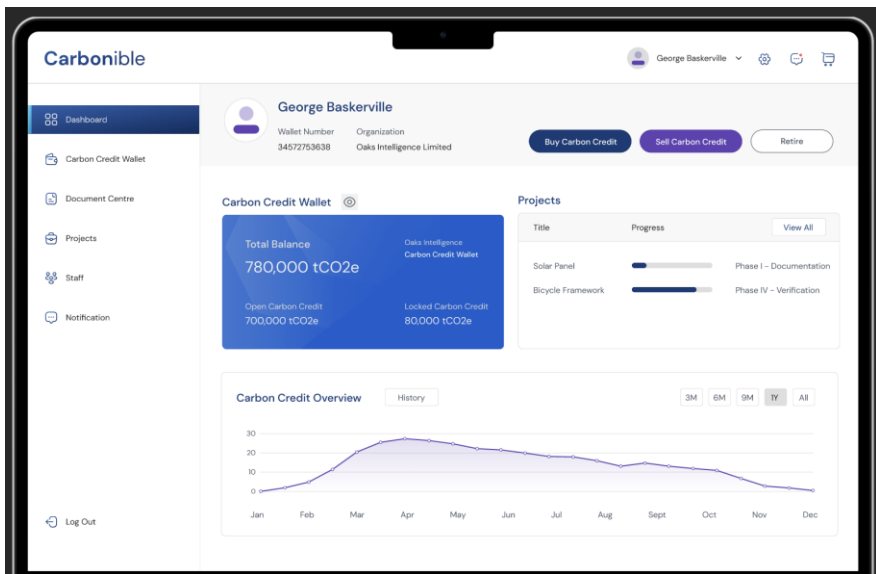 Carbonible
George Baskerville
Dashboard
Carbon Credit Wallet
Document Centre
Projects
Staff
Notification
Log Out
George Baskerville
Wallet Number Organization
34572753638 Oaks Intelligence Limited
Buy Carbon Credit Sell Carbon Credit Retire
Carbon Credit Wallet
Total Balance
780,000 tCO2e
Oaks Intelligence
Carbon Credit Wallet
Open Carbon Credit
700,000 tCO2e
Locked Carbon Credit
80,000 tCO2e
Projects
Title Progress View All
Solar Panel Phase I - Documentation
Bicycle Framework Phase IV - Verification
Carbon Credit Overview History 3M 6M 9M 1Y All
30
20
10
0
Jan Feb Mar Apr May Jun Jul Aug Sept Oct Nov Dec